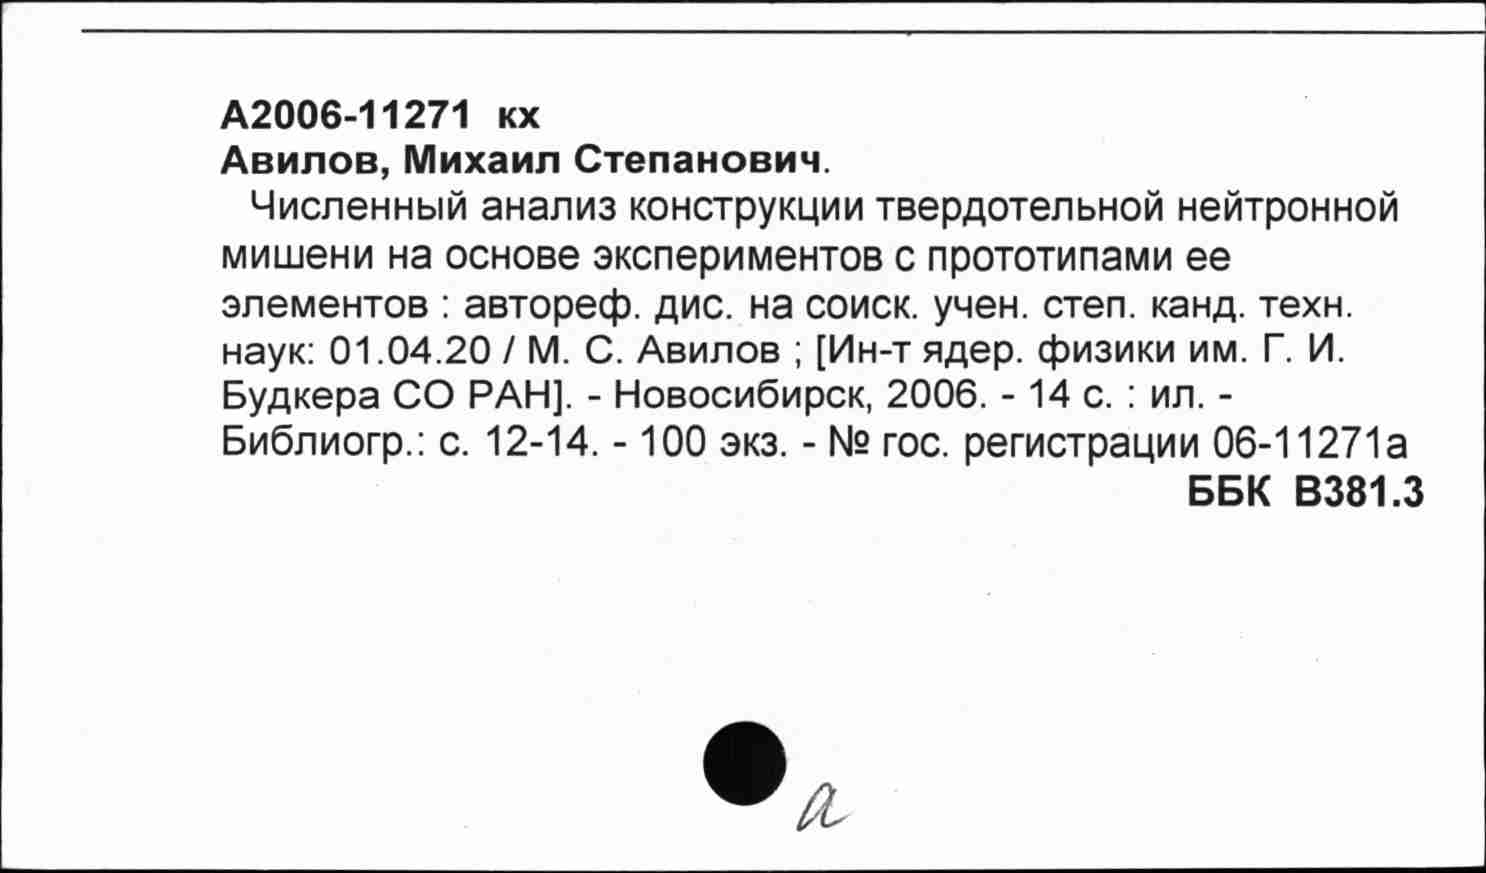 А2006-11271 кх
Авилов, Михаил Степанович.
Численный анализ конструкции твердотельной нейтронной
мишени на основе экспериментов с прототипами ее
элементов : автореф. дис. на соиск. учен. степ. канд. техн.
наук: 01.04.20 / М. С. Авилов ; [Ин-т ядер. физики им. Г. И.
Будкера СО РАН]. - Новосибирск, 2006. - 14 с. : ил. -
Библиогр.: с. 12-14. - 100 экз. - № гос. регистрации 06-11271а
ББК В381.3
а